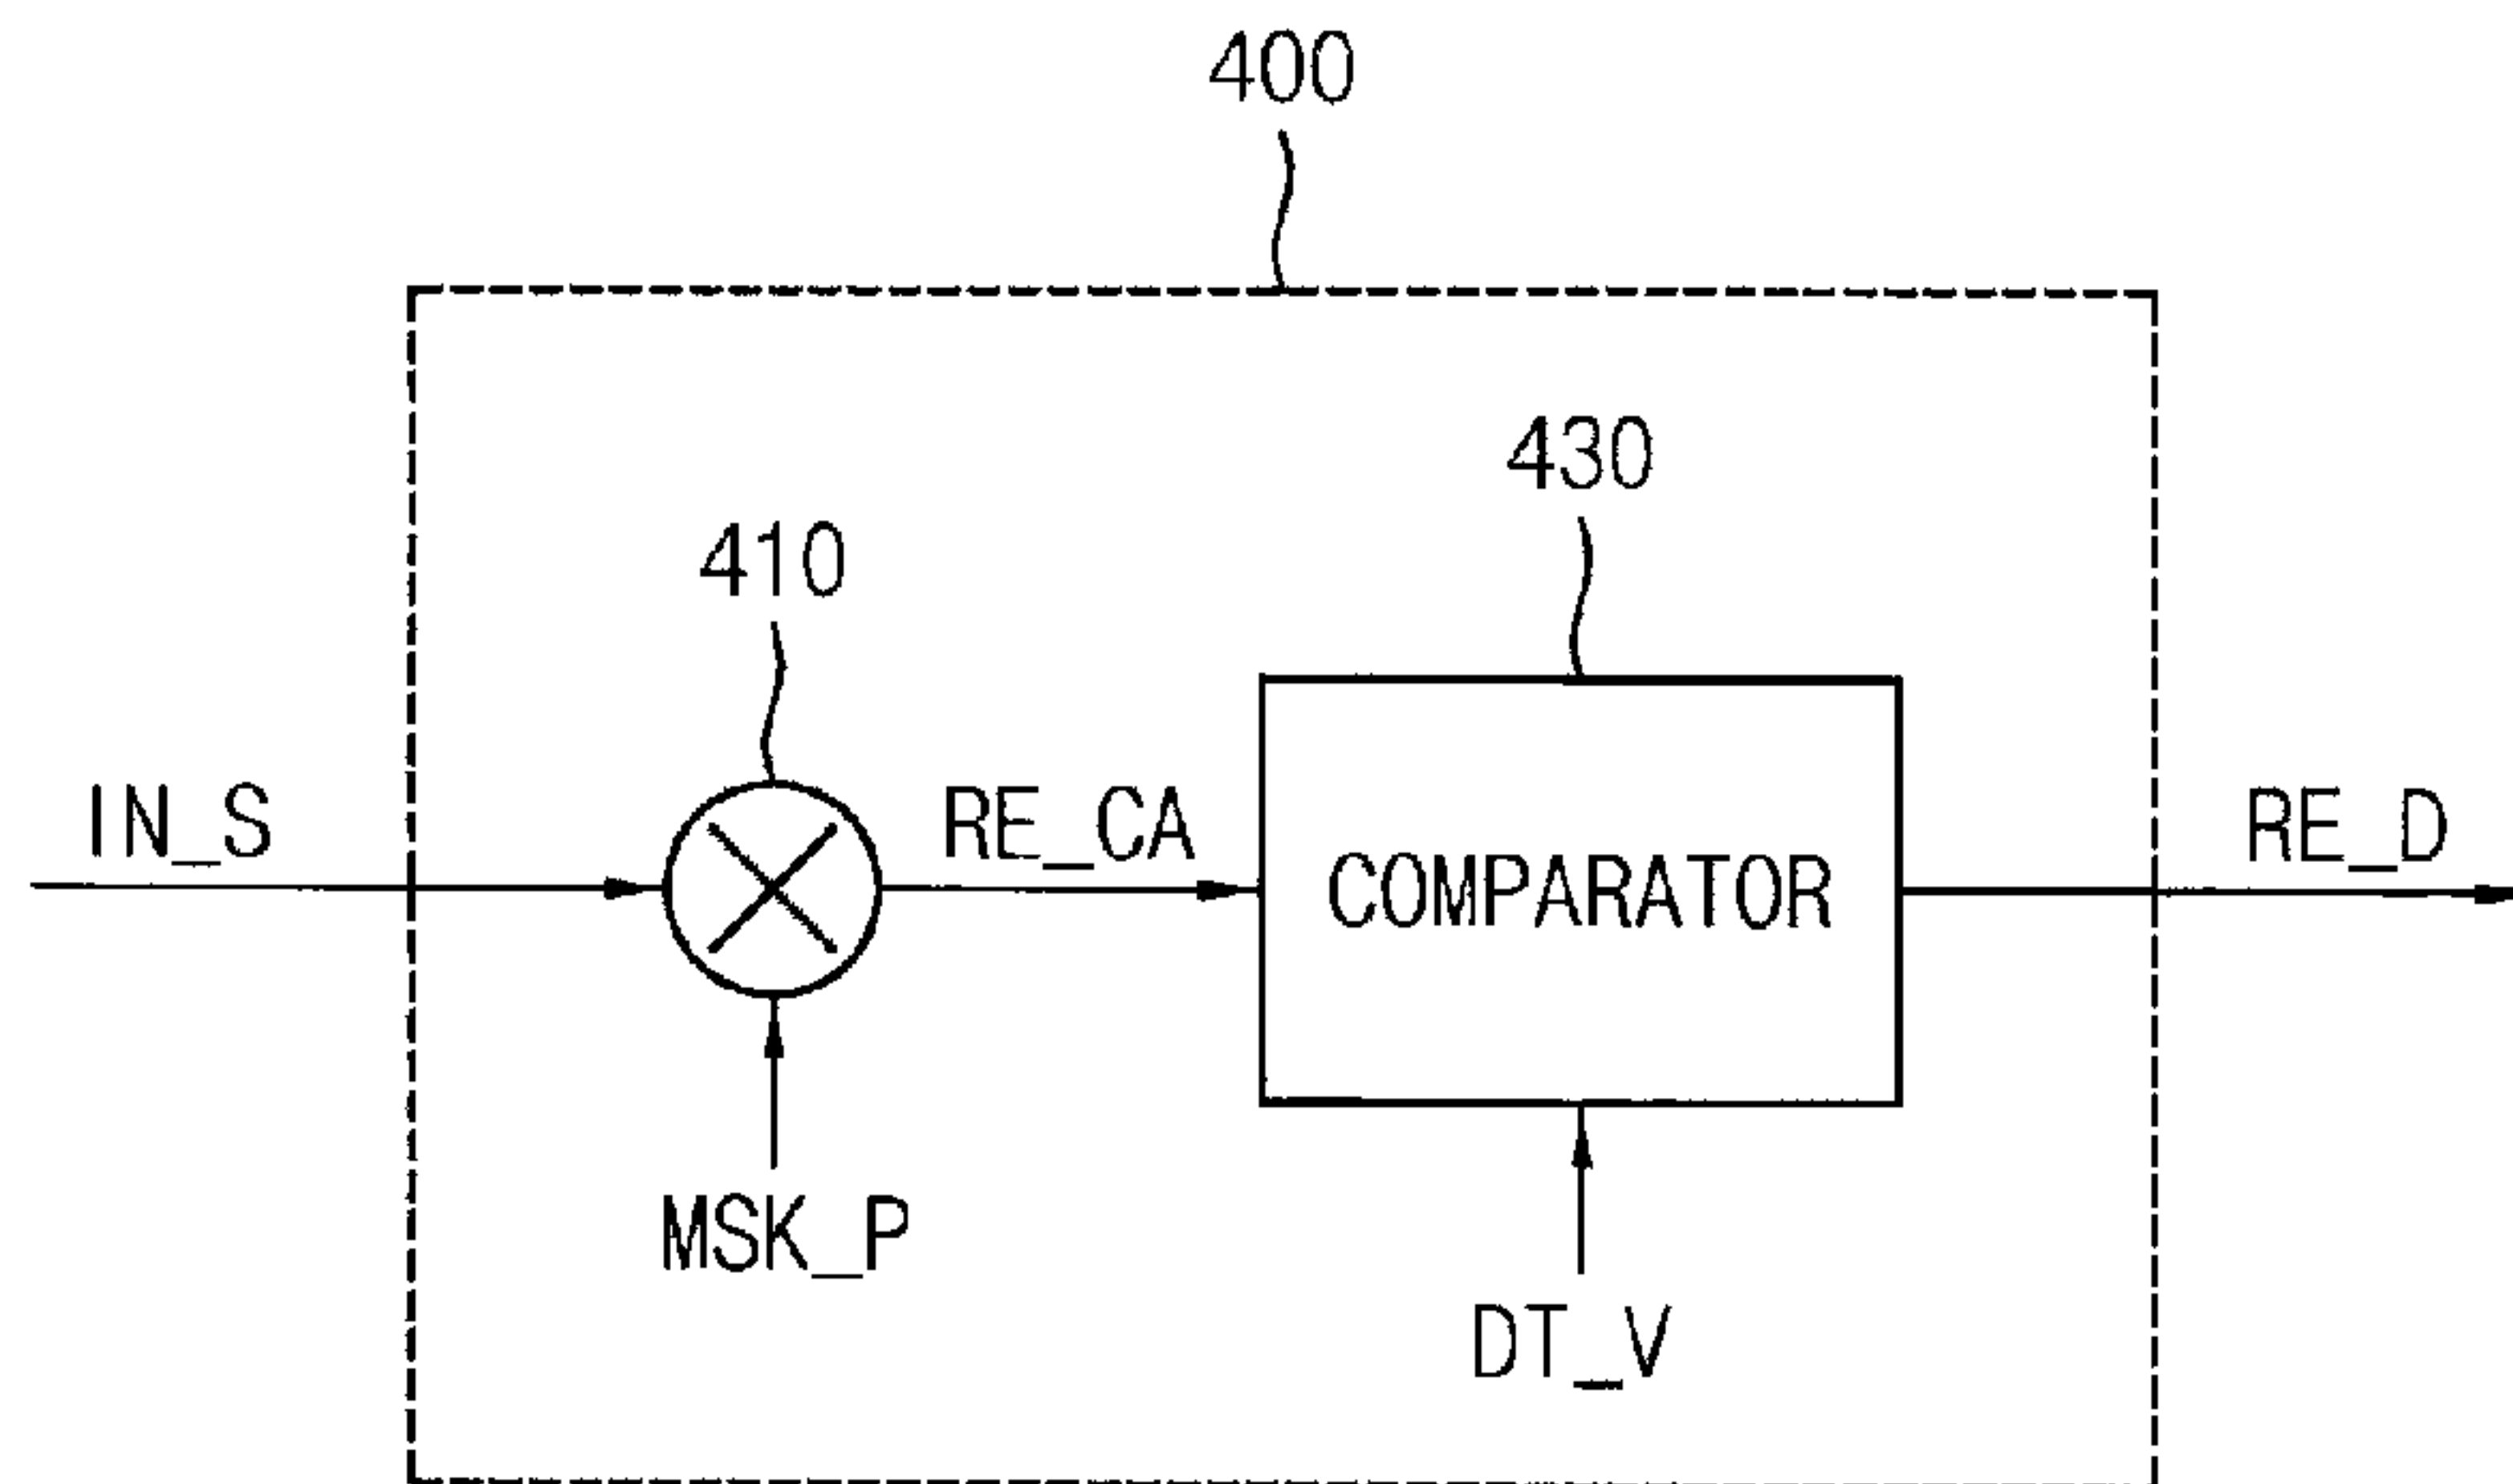 400
430
410
IN_S
RE_CA
COMPARATOR
RE_D
MSK_P
DT_V